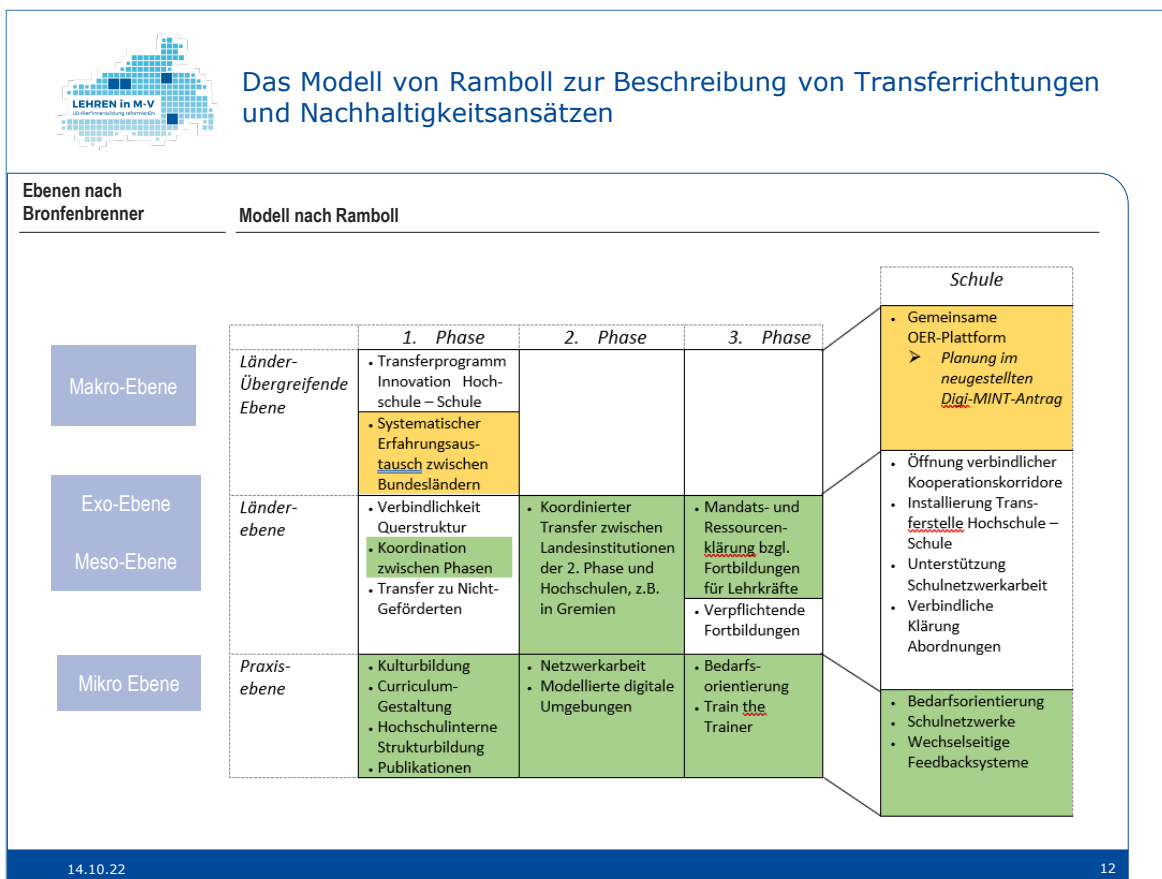 LEHREN in M-V
LEHRer*innenbildung reformierEN
Das Modell von Ramboll zur Beschreibung von Transferrichtungen
und Nachhaltigkeitsansätzen
Ebenen nach
Bronfenbrenner
Modell nach Ramboll
Makro-Ebene
Exo-Ebene
Meso-Ebene
Mikro Ebene
1. Phase
2. Phase
3. Phase
Länder-
Übergreifende
Ebene
• Transferprogramm
Innovation Hoch-
schule – Schule
• Systematischer
Erfahrungsaus-
tausch zwischen
Bundesländern
Länder-
ebene
• Verbindlichkeit
Querstruktur
• Koordination
zwischen Phasen
• Transfer zu Nicht-
Geförderten
• Koordinierter
Transfer zwischen
Landesinstitutionen
der 2. Phase und
Hochschulen, z.B.
in Gremien
• Mandats- und
Ressourcen-
klärung bzgl.
Fortbildungen
für Lehrkräfte
• Verpflichtende
Fortbildungen
Praxis-
ebene
• Kulturbildung
• Curriculum-
Gestaltung
• Hochschulinterne
Strukturbildung
• Publikationen
• Netzwerkarbeit
• Modellierte digitale
Umgebungen
• Bedarfs-
orientierung
• Train the
Trainer
Schule
• Gemeinsame
OER-Plattform
➢ Planung im
neugestellten
Digi-MINT-Antrag
• Öffnung verbindlicher
Kooperationskorridore
• Installierung Trans-
ferstelle Hochschule –
Schule
• Unterstützung
Schulnetzwerkarbeit
• Verbindliche
Klärung
Abordnungen
• Bedarfsorientierung
• Schulnetzwerke
• Wechselseitige
Feedbacksysteme
14.10.22
12